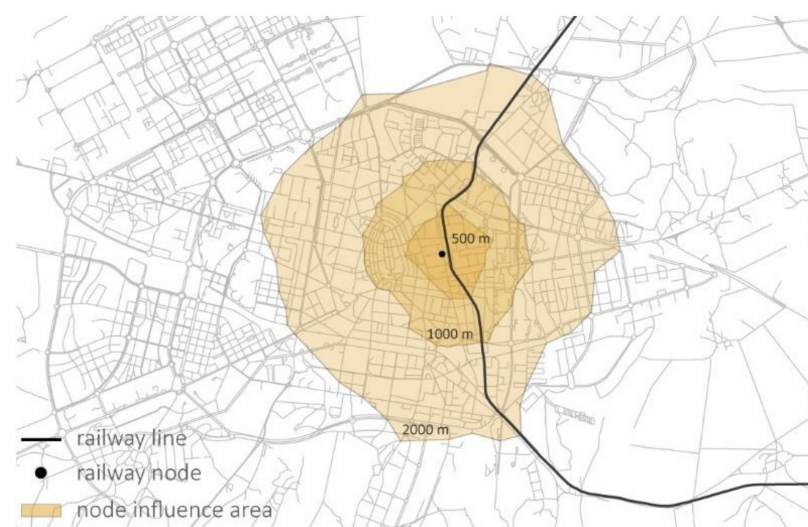 500 m
1000 m
2000 m
railway line
railway node
node influence area